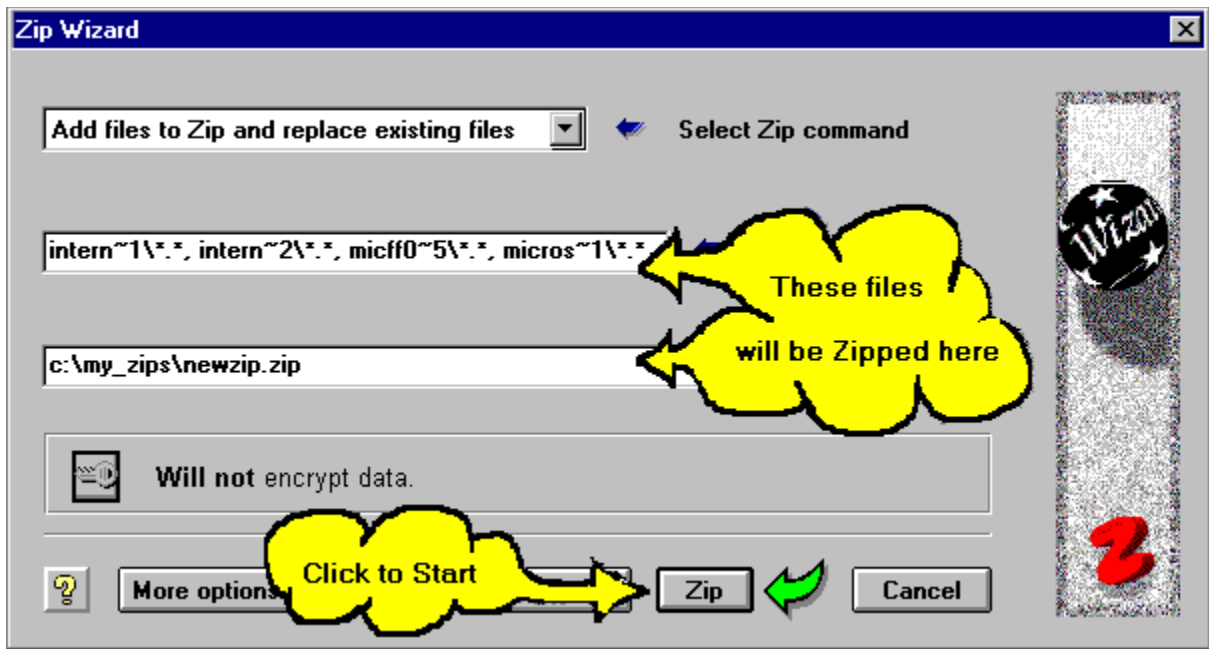 Zip Wizard
Add files to Zip and replace existing files
Select Zip command
intern~1\*.*, intern~2\*.*, micff0~5\*.*, micros~1\*.*
These files
will be Zipped here
c:\my_zips\newzip.zip
Will not encrypt data.
More option
Click to Start
Zip
Cancel